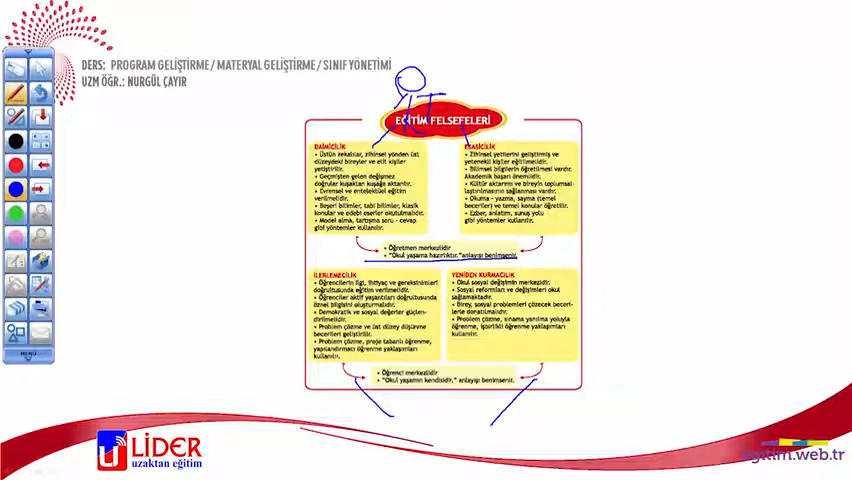 DERS: PROGRAM GELİŞTİRME / MATERYAL GELİŞTİRME / SINIF YÖNETİMİ
UZM ÖĞR.: NURGÜL ÇAYIR
EĞİTİM FELSEFELERİ
DAİMİCİLİK
• Üstün zekalılar, zihinsel yönden üst
düzeydeki bireyler ve elit kişiler
yetiştirilir.
• Geçmişten gelen değişmez
doğrular kuşaktan kuşağa aktarılır.
• Evrensel ve entelektüel eğitim
verilmelidir.
• Beşeri bilimler, tabi bilimler, klasik
konular ve edebi eserler okutulmalıdır.
• Model alma, tartışma soru - cevap
gibi yöntemler kullanılır.
ESASİCİLİK
• Zihinsel yetilerini geliştirmiş ve
yetenekli kişiler eğitilmelidir.
• Bilimsel bilgilerin öğretilmesi vardır.
Akademik başarı önemlidir.
• Kültür aktarımı ve bireyin toplumsal-
laştırılmasının sağlanması vardır.
• Okuma - yazma, sayma (temel
beceriler) ve temel konular öğretilir.
• Ezber, anlatım, sunuş yolu
gibi yöntemler kullanılır.
• Öğretmen merkezlidir
• "Okul yaşama hazırlıktır." anlayışı benimsenir.
İLERLEMECİLİK
• Öğrencilerin ilgi, ihtiyaç ve gereksinimleri
doğrultusunda eğitim verilmelidir.
• Öğrenciler aktif yaşantıları doğrultusunda
öznel bilgisini oluşturmalıdır.
• Demokratik ve sosyal değerler güçlen-
dirilmelidir.
• Problem çözme ve üst düzey düşünme
becerileri geliştirilir.
• Problem çözme, proje tabanlı öğrenme,
yapılandırmacı öğrenme yaklaşımları
kullanılır.
YENİDEN KURMACILIK
• Okul sosyal değişimin merkezidir.
• Sosyal reformları ve değişimleri okul
sağlamaktadır.
• Birey, sosyal problemleri çözecek beceri-
lerle donatılmalıdır.
• Problem çözme, sınama yanılma yoluyla
öğrenme, işbirlikli öğrenme yaklaşımları
kullanılır.
• Öğrenci merkezlidir
• "Okul yaşamın kendisidir." anlayışı benimsenir.
MENU
LİDER
uzaktan eğitim
egitim.web.tr